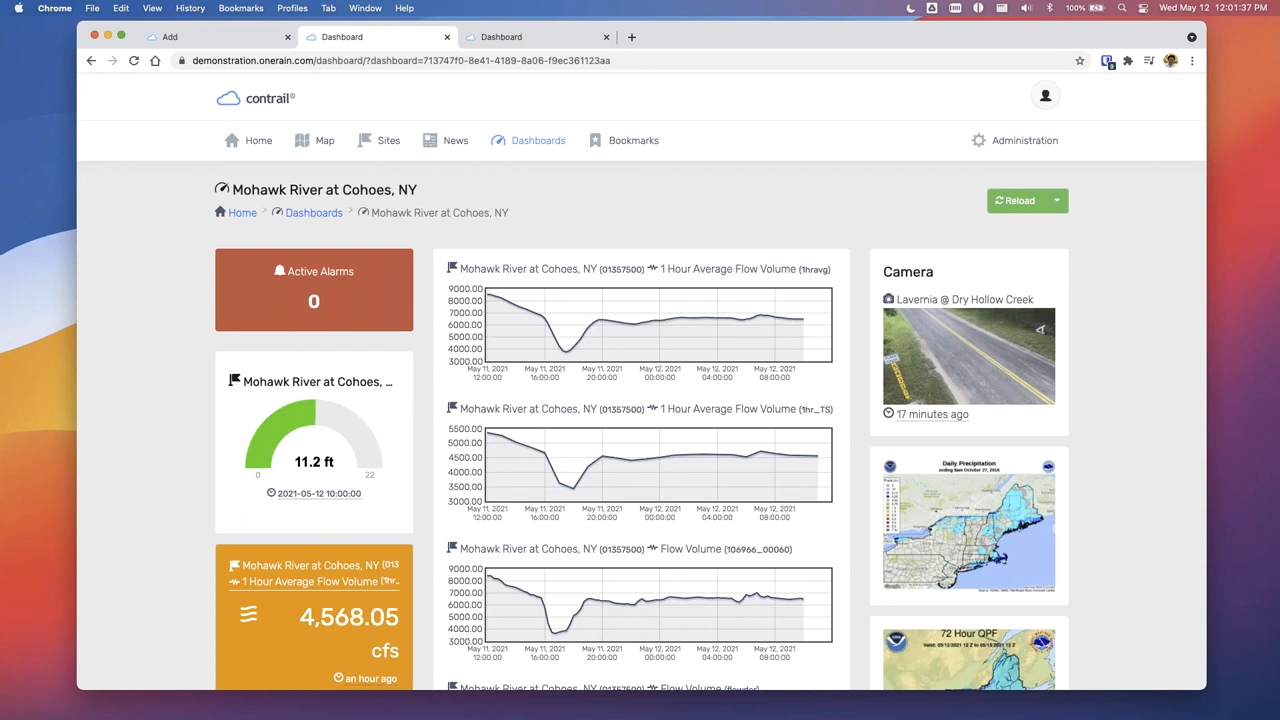 Chrome File Edit View History Bookmarks Profiles Tab Window Help 100% Wed May 12 12:01:37 PM
Add Dashboard Dashboard
demonstration.onerain.com/dashboard/?dashboard=713747f0-8e41-4189-8a06-f9ec361123aa
contrail®
Home Map Sites News Dashboards Bookmarks Administration
Mohawk River at Cohoes, NY
Home > Dashboards > Mohawk River at Cohoes, NY
Reload
Active Alarms
0
Mohawk River at Cohoes, ...
11.2 ft
0 22
2021-05-12 10:00:00
Mohawk River at Cohoes, NY (013
1 Hour Average Flow Volume (1hr...
4,568.05
cfs
an hour ago
Mohawk River at Cohoes, NY (01357500) 1 Hour Average Flow Volume (1hravg)
9000.00
8000.00
7000.00
6000.00
5000.00
4000.00
3000.00
May 11, 2021 May 11, 2021 May 11, 2021 May 12, 2021 May 12, 2021 May 12, 2021
12:00:00 16:00:00 20:00:00 00:00:00 04:00:00 08:00:00
Mohawk River at Cohoes, NY (01357500) 1 Hour Average Flow Volume (1hr_TS)
5500.00
5000.00
4500.00
4000.00
3500.00
3000.00
May 11, 2021 May 11, 2021 May 11, 2021 May 12, 2021 May 12, 2021 May 12, 2021
12:00:00 16:00:00 20:00:00 00:00:00 04:00:00 08:00:00
Mohawk River at Cohoes, NY (01357500) Flow Volume (106966_00060)
9000.00
8000.00
7000.00
6000.00
5000.00
4000.00
3000.00
May 11, 2021 May 11, 2021 May 11, 2021 May 12, 2021 May 12, 2021 May 12, 2021
12:00:00 16:00:00 20:00:00 00:00:00 04:00:00 08:00:00
Mohawk River at Cohoes, NY (01357500) Flow Volume
Camera
Lavernia @ Dry Hollow Creek
17 minutes ago
Daily Precipitation
72 Hour QPF